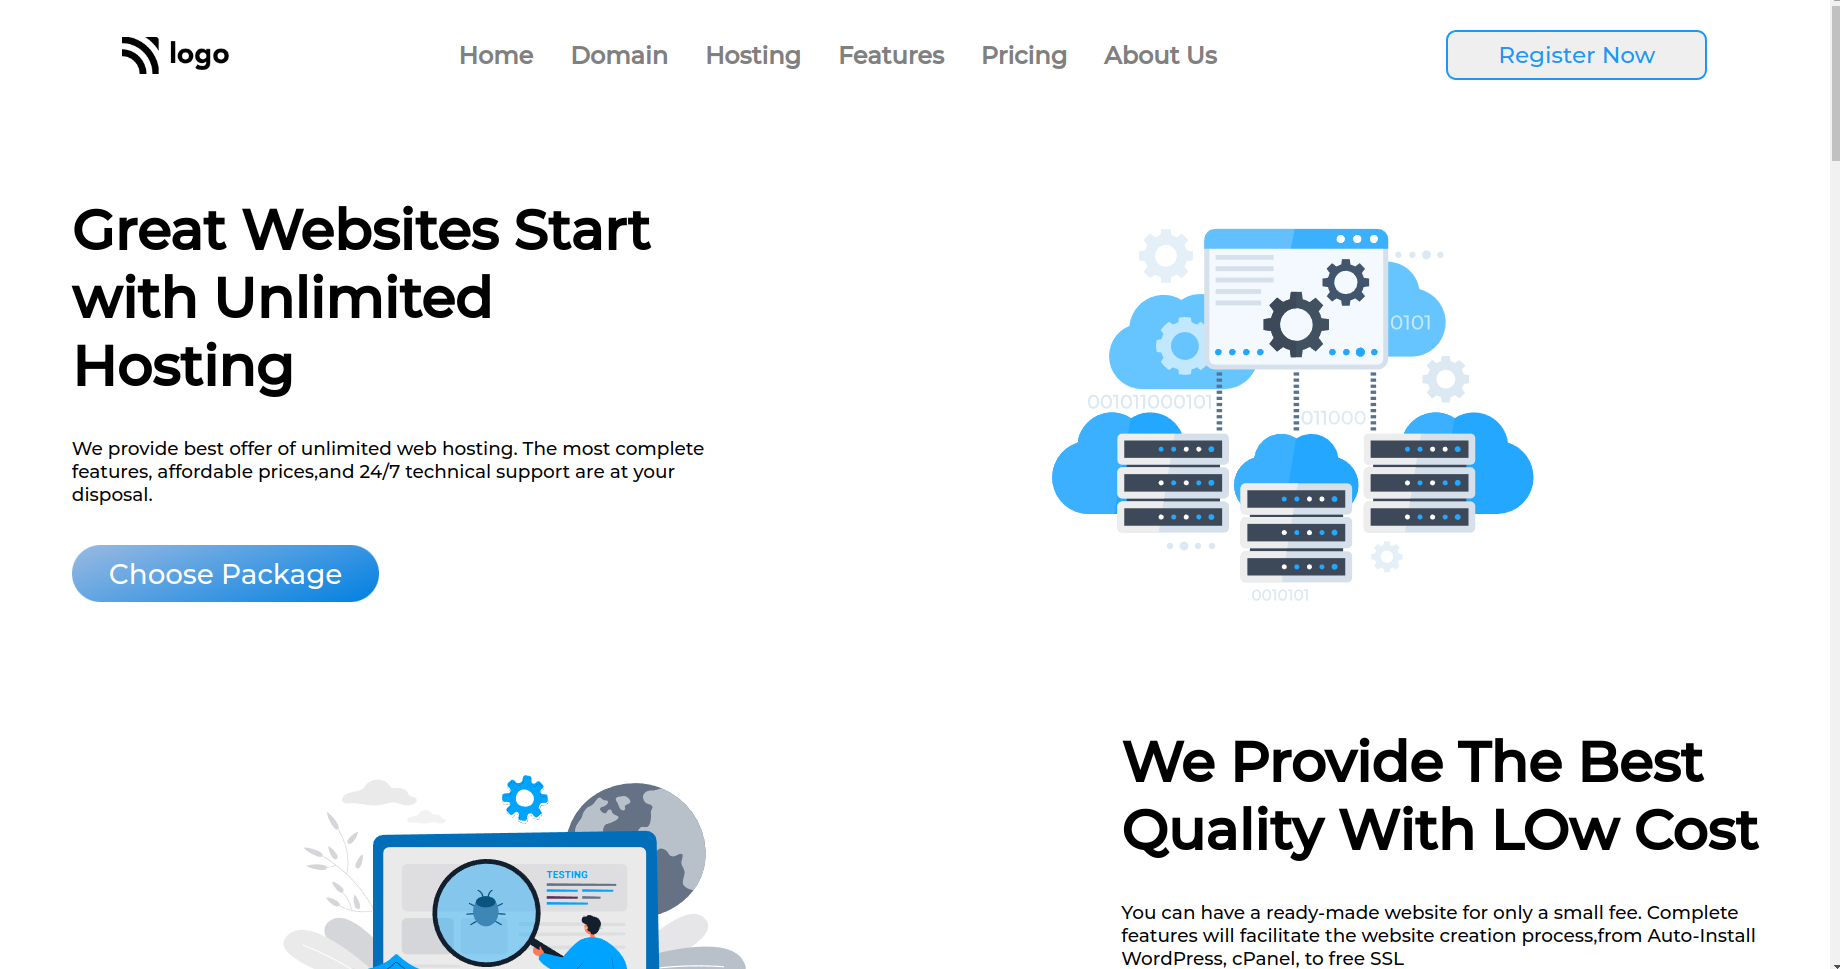 logo
Home Domain Hosting Features Pricing About Us
Register Now
Great Websites Start
with Unlimited
Hosting
We provide best offer of unlimited web hosting. The most complete
features, affordable prices,and 24/7 technical support are at your
disposal.
Choose Package
0101
001011000101
011000
0010101
We Provide The Best
Quality With LOw Cost
You can have a ready-made website for only a small fee. Complete
features will facilitate the website creation process,from Auto-Install
WordPress, cPanel, to free SSL
TESTING